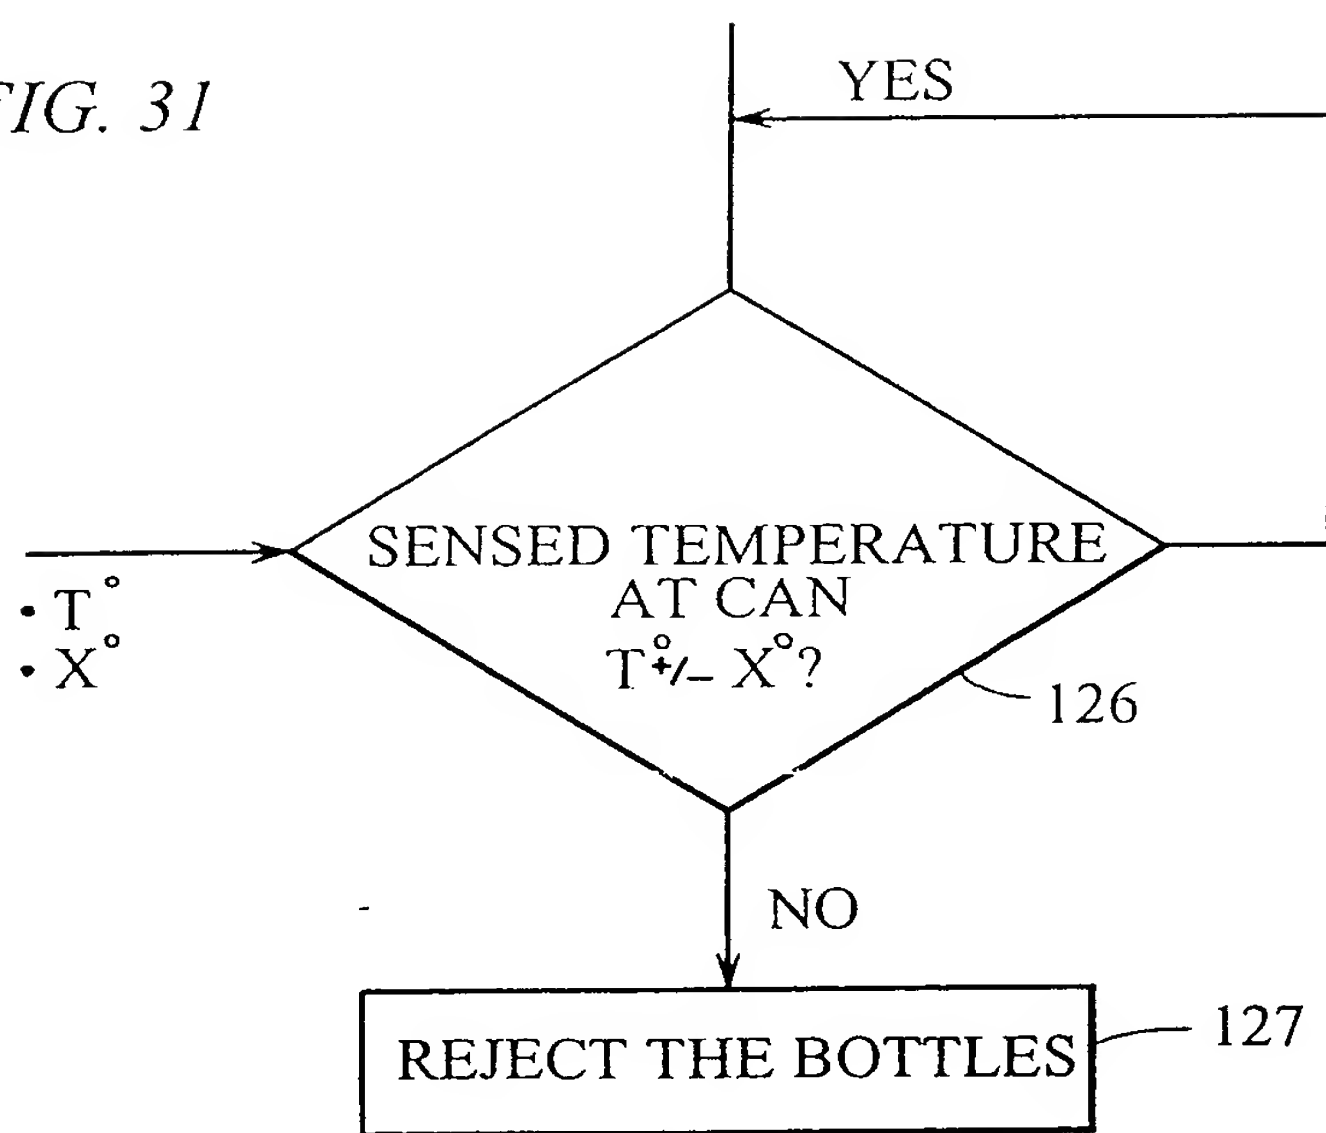 FIG. 31
YES
SENSED TEMPERATURE
AT CAN
T° +/− X°?
• T°
• X°
126
NO
REJECT THE BOTTLES
127